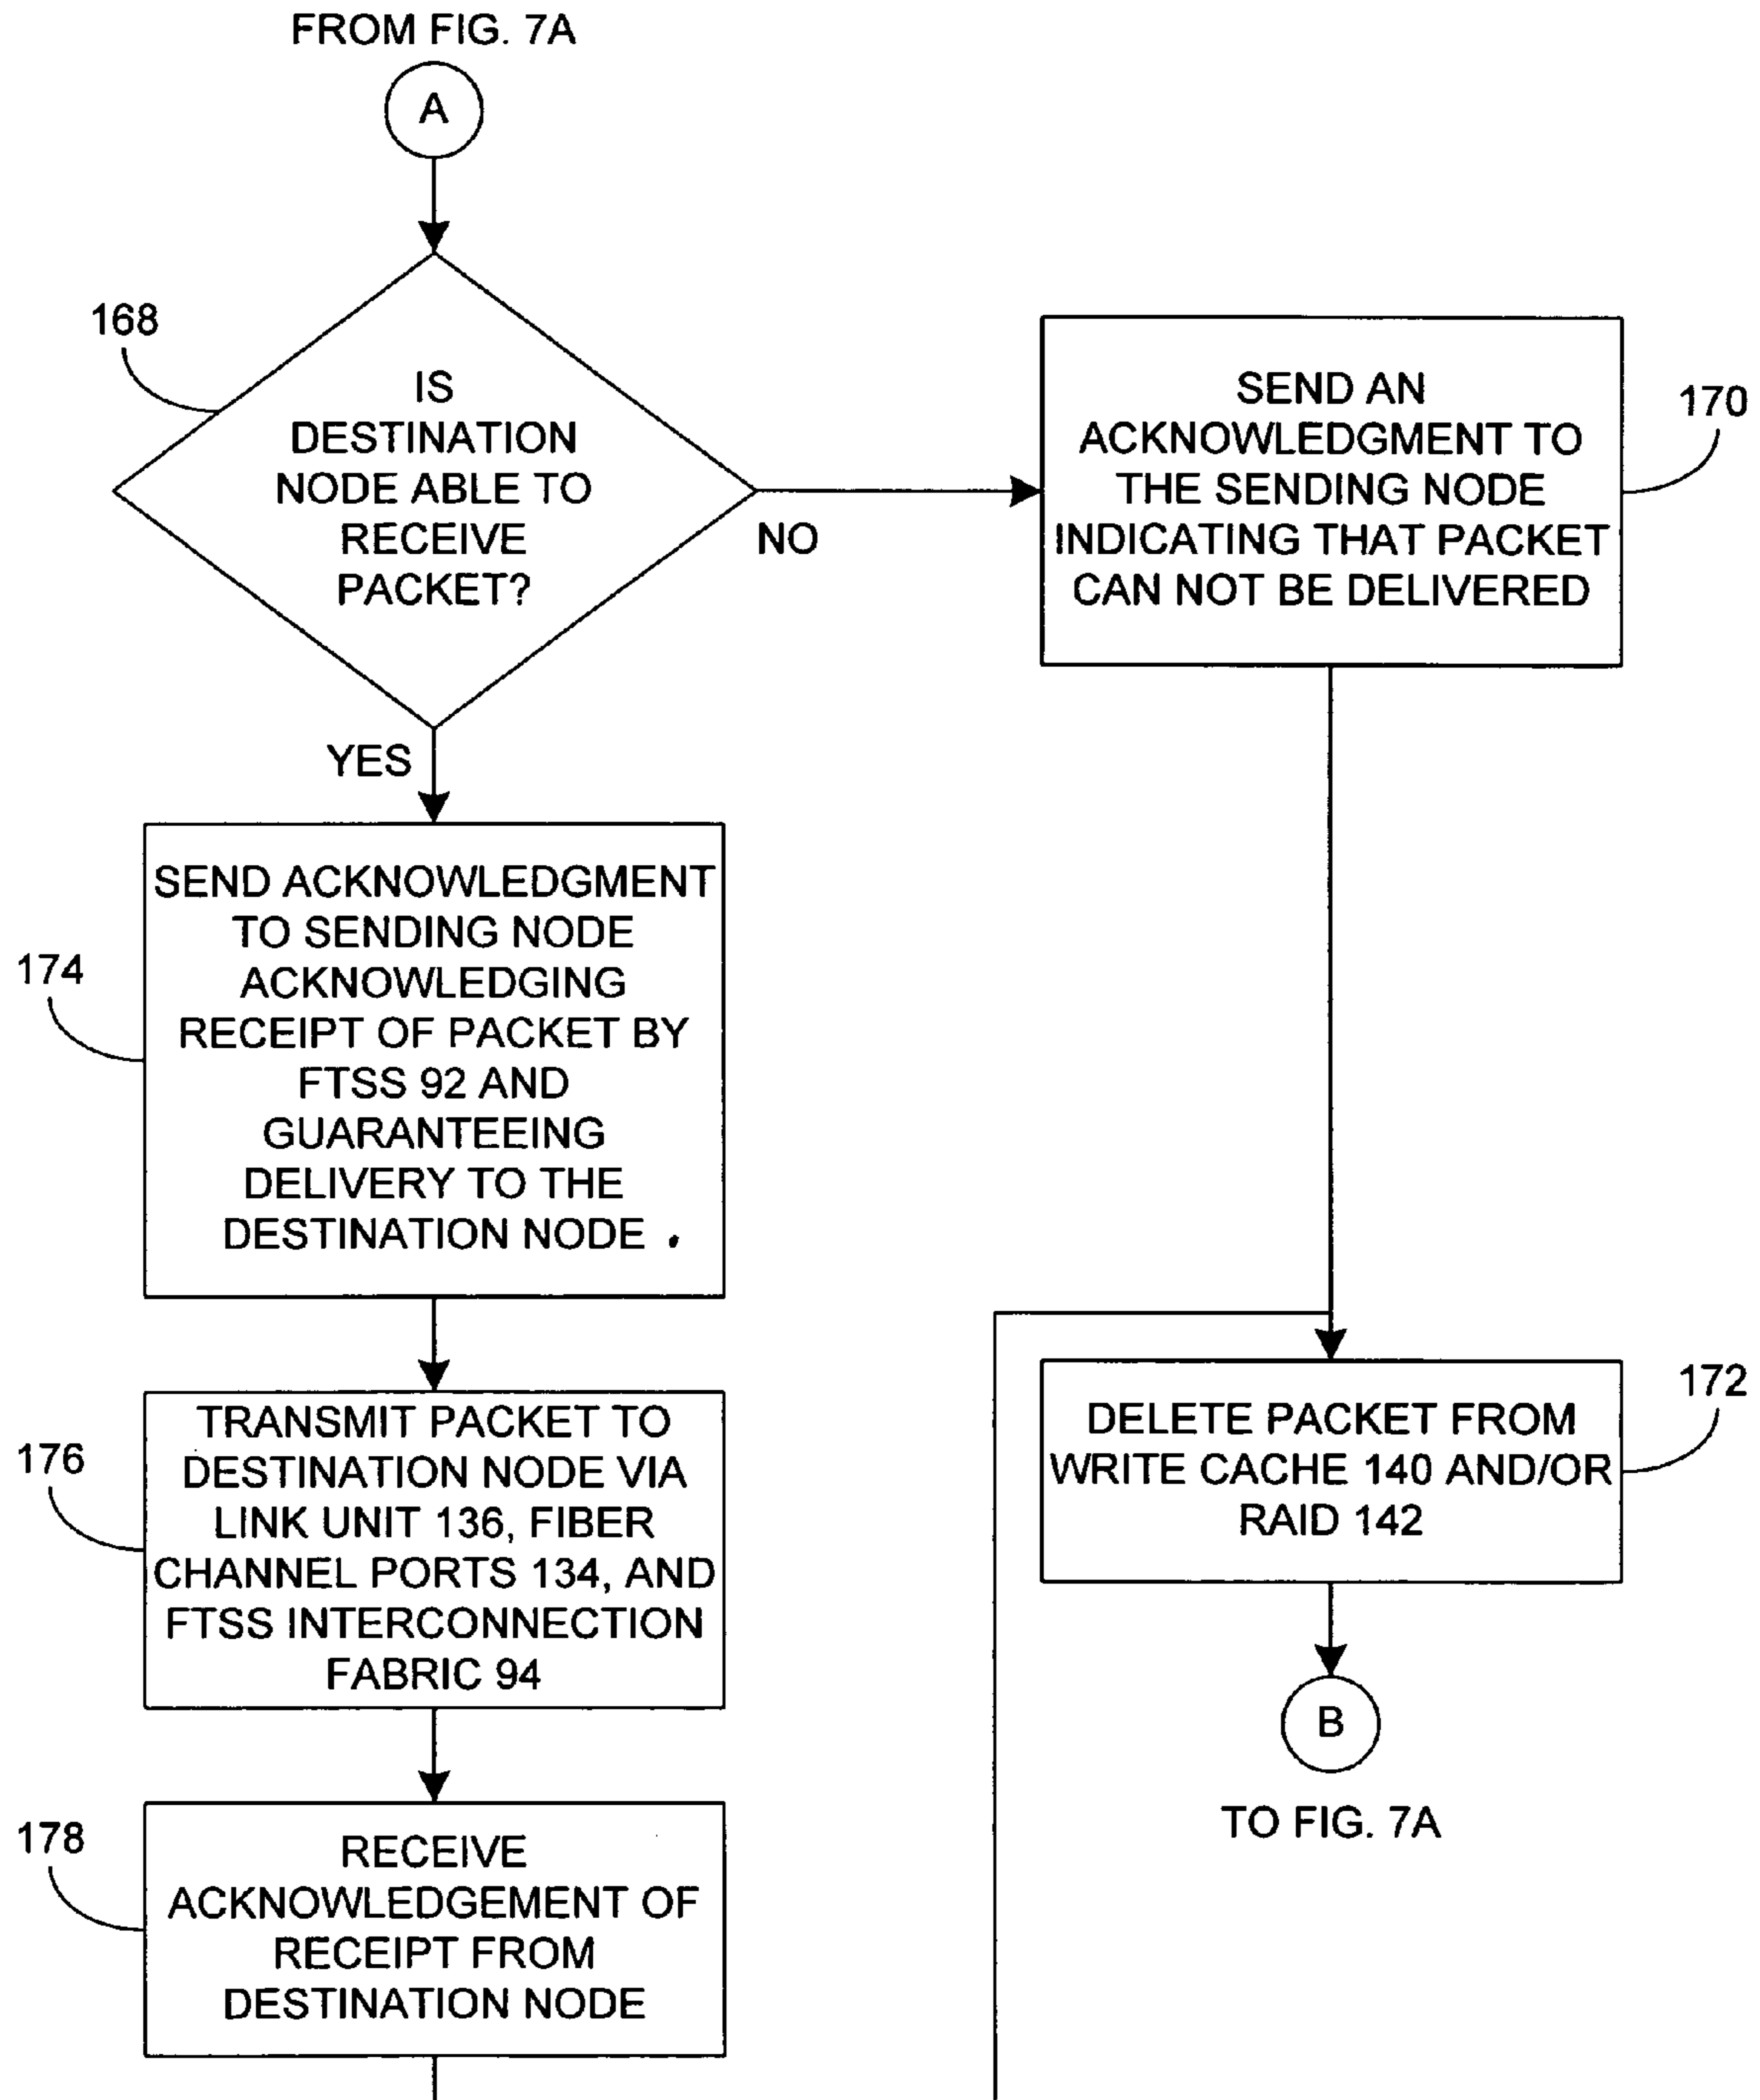 FROM FIG. 7A
A
168
IS
DESTINATION
NODE ABLE TO
RECEIVE
PACKET?
NO
YES
SEND AN
ACKNOWLEDGMENT TO
THE SENDING NODE
INDICATING THAT PACKET
CAN NOT BE DELIVERED
170
174
SEND ACKNOWLEDGMENT
TO SENDING NODE
ACKNOWLEDGING
RECEIPT OF PACKET BY
FTSS 92 AND
GUARANTEEING
DELIVERY TO THE
DESTINATION NODE .
176
TRANSMIT PACKET TO
DESTINATION NODE VIA
LINK UNIT 136, FIBER
CHANNEL PORTS 134, AND
FTSS INTERCONNECTION
FABRIC 94
178
RECEIVE
ACKNOWLEDGEMENT OF
RECEIPT FROM
DESTINATION NODE
172
DELETE PACKET FROM
WRITE CACHE 140 AND/OR
RAID 142
B
TO FIG. 7A